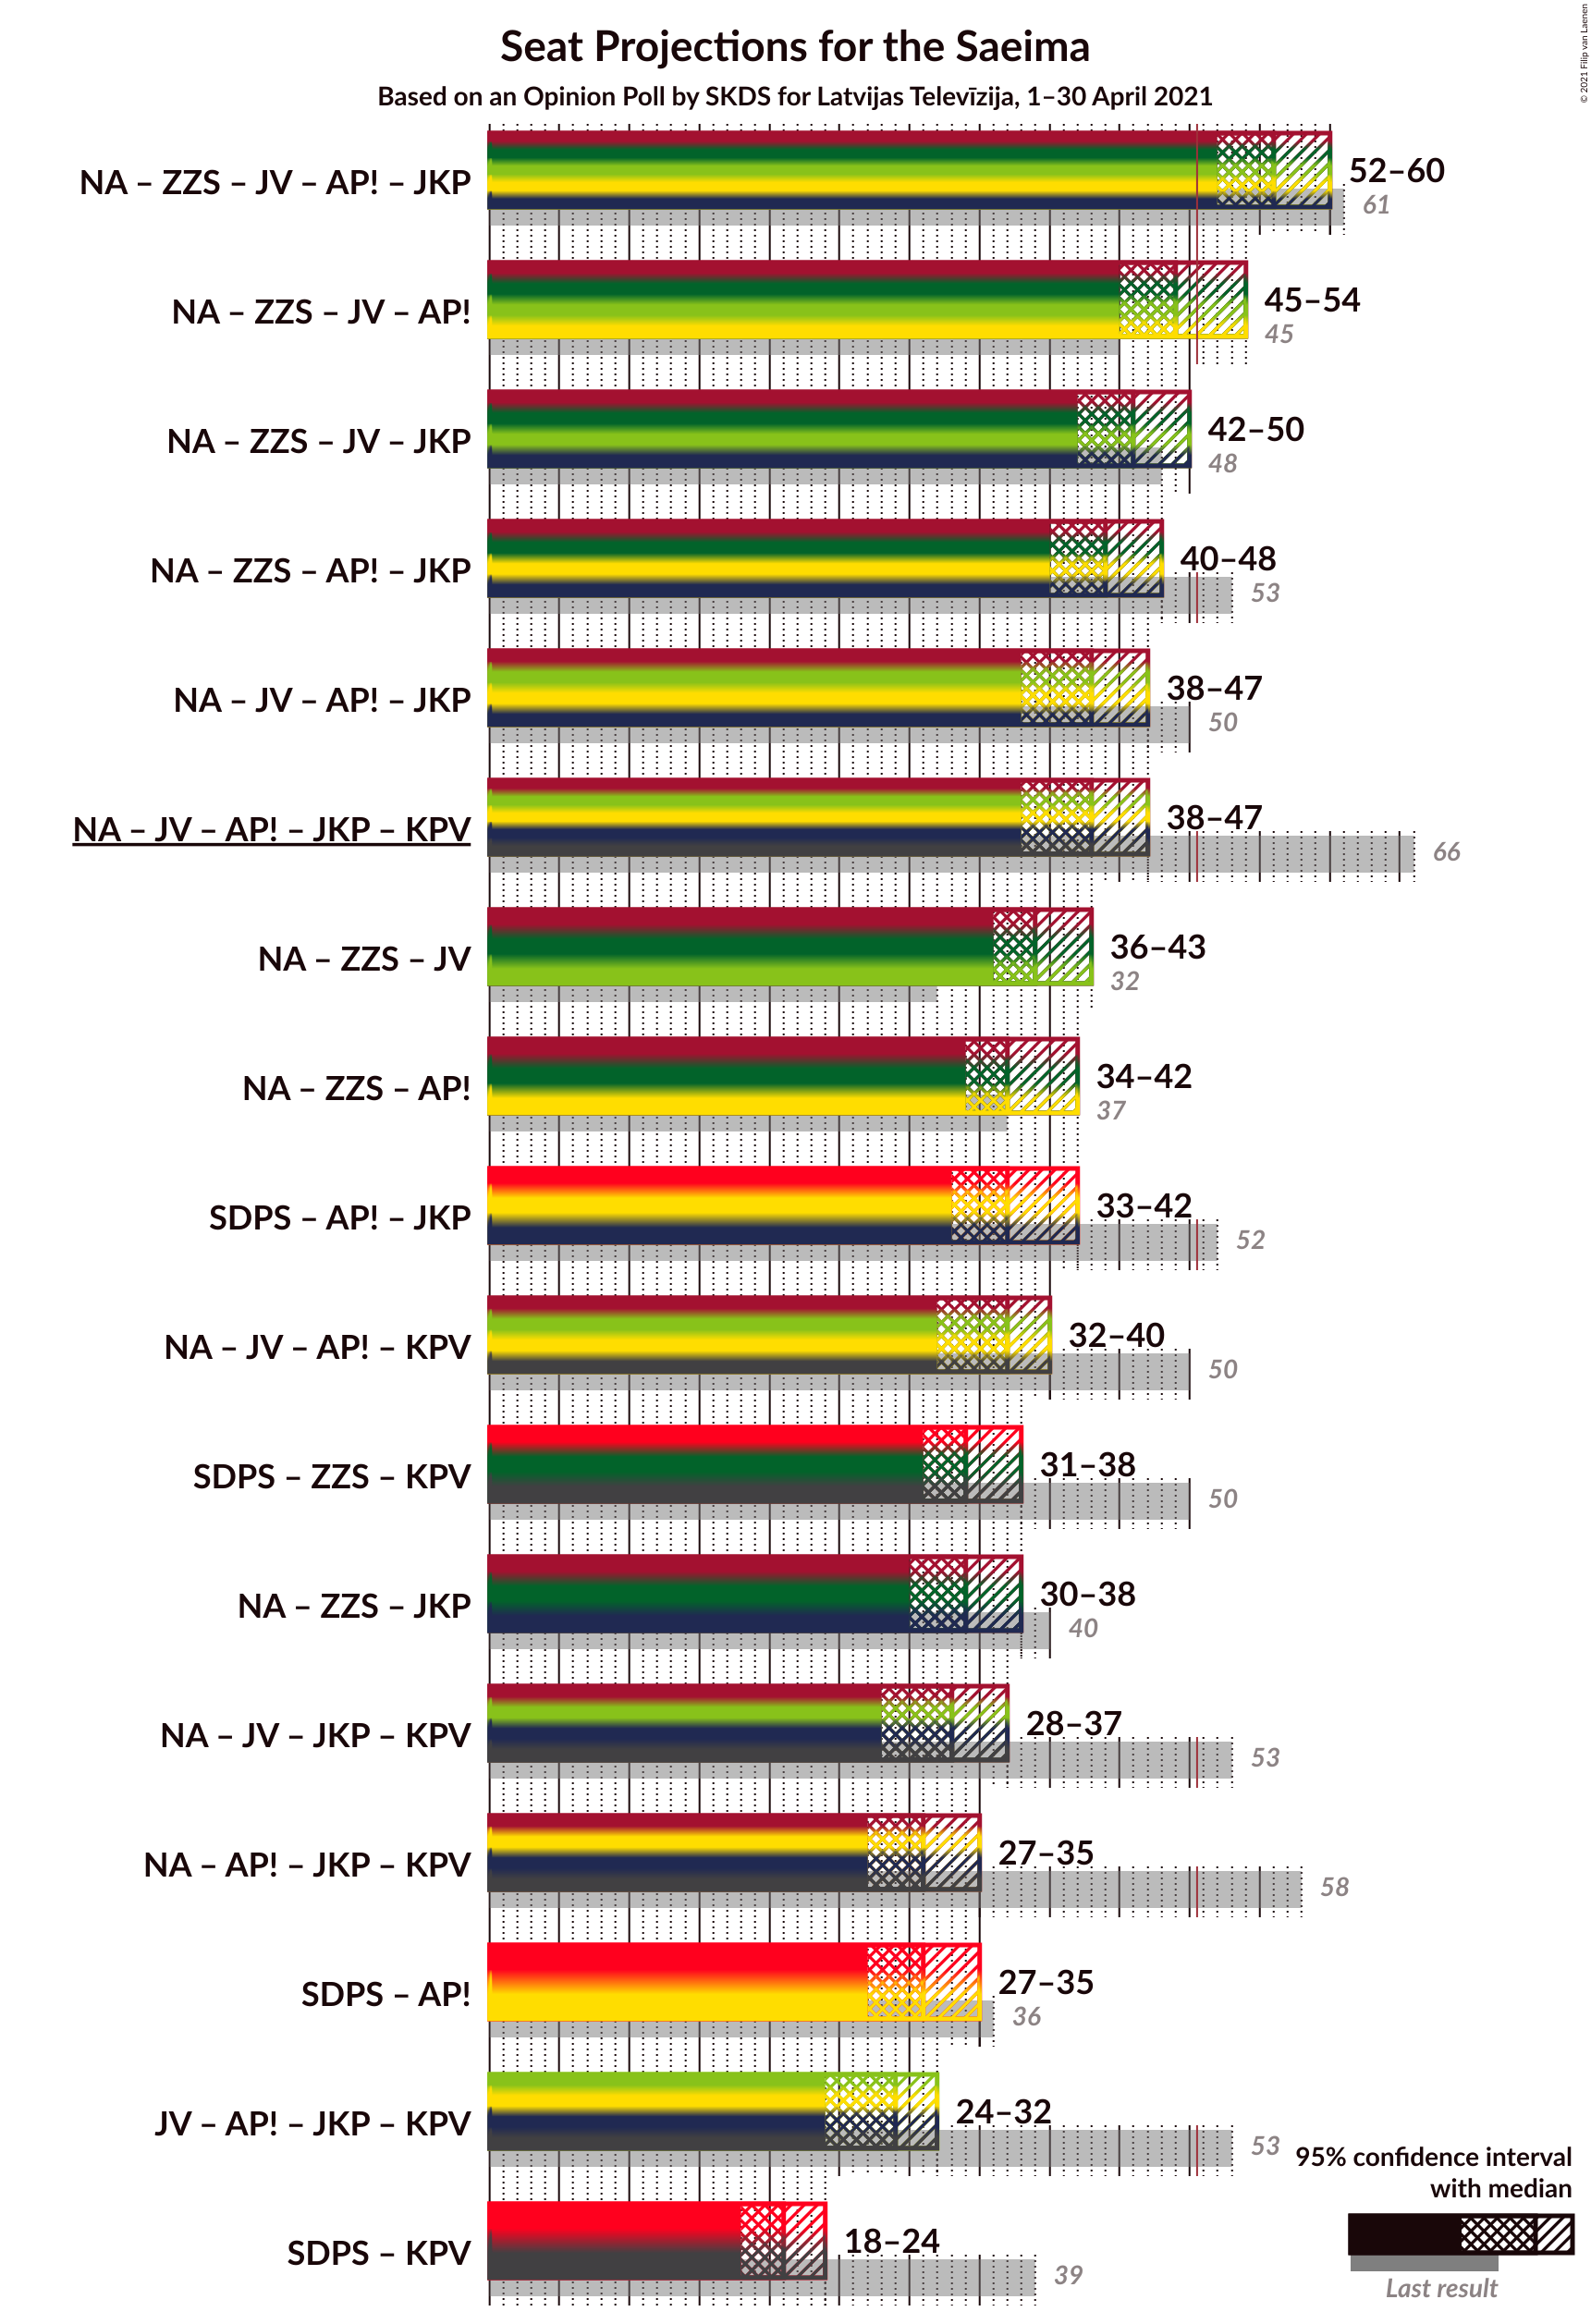 © 2021 Filip van Laenen
Seat Projections for the Saeima
Based on an Opinion Poll by SKDS for Latvijas Televīzija, 1–30 April 2021
NA – ZZS – JV – AP! – JKP
52–60
61
NA – ZZS – JV – AP!
45–54
45
NA – ZZS – JV – JKP
42–50
48
NA – ZZS – AP! – JKP
40–48
53
NA – JV – AP! – JKP
38–47
50
NA – JV – AP! – JKP – KPV
38–47
66
NA – ZZS – JV
36–43
32
NA – ZZS – AP!
34–42
37
SDPS – AP! – JKP
33–42
52
NA – JV – AP! – KPV
32–40
50
SDPS – ZZS – KPV
31–38
50
NA – ZZS – JKP
30–38
40
NA – JV – JKP – KPV
28–37
53
NA – AP! – JKP – KPV
27–35
58
SDPS – AP!
27–35
36
JV – AP! – JKP – KPV
24–32
53
SDPS – KPV
18–24
39
95% confidence interval
with median
Last result